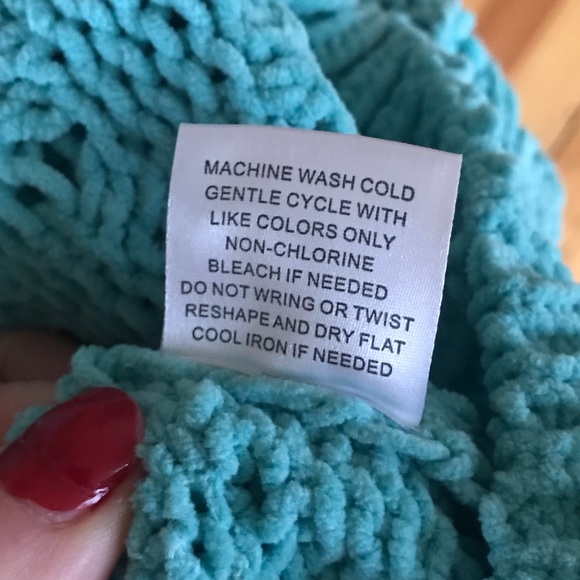 MACHINE WASH COLD
GENTLE CYCLE WITH
LIKE COLORS ONLY
NON-CHLORINE
BLEACH IF NEEDED
DO NOT WRING OR TWIST
RESHAPE AND DRY FLAT
COOL IRON IF NEEDED